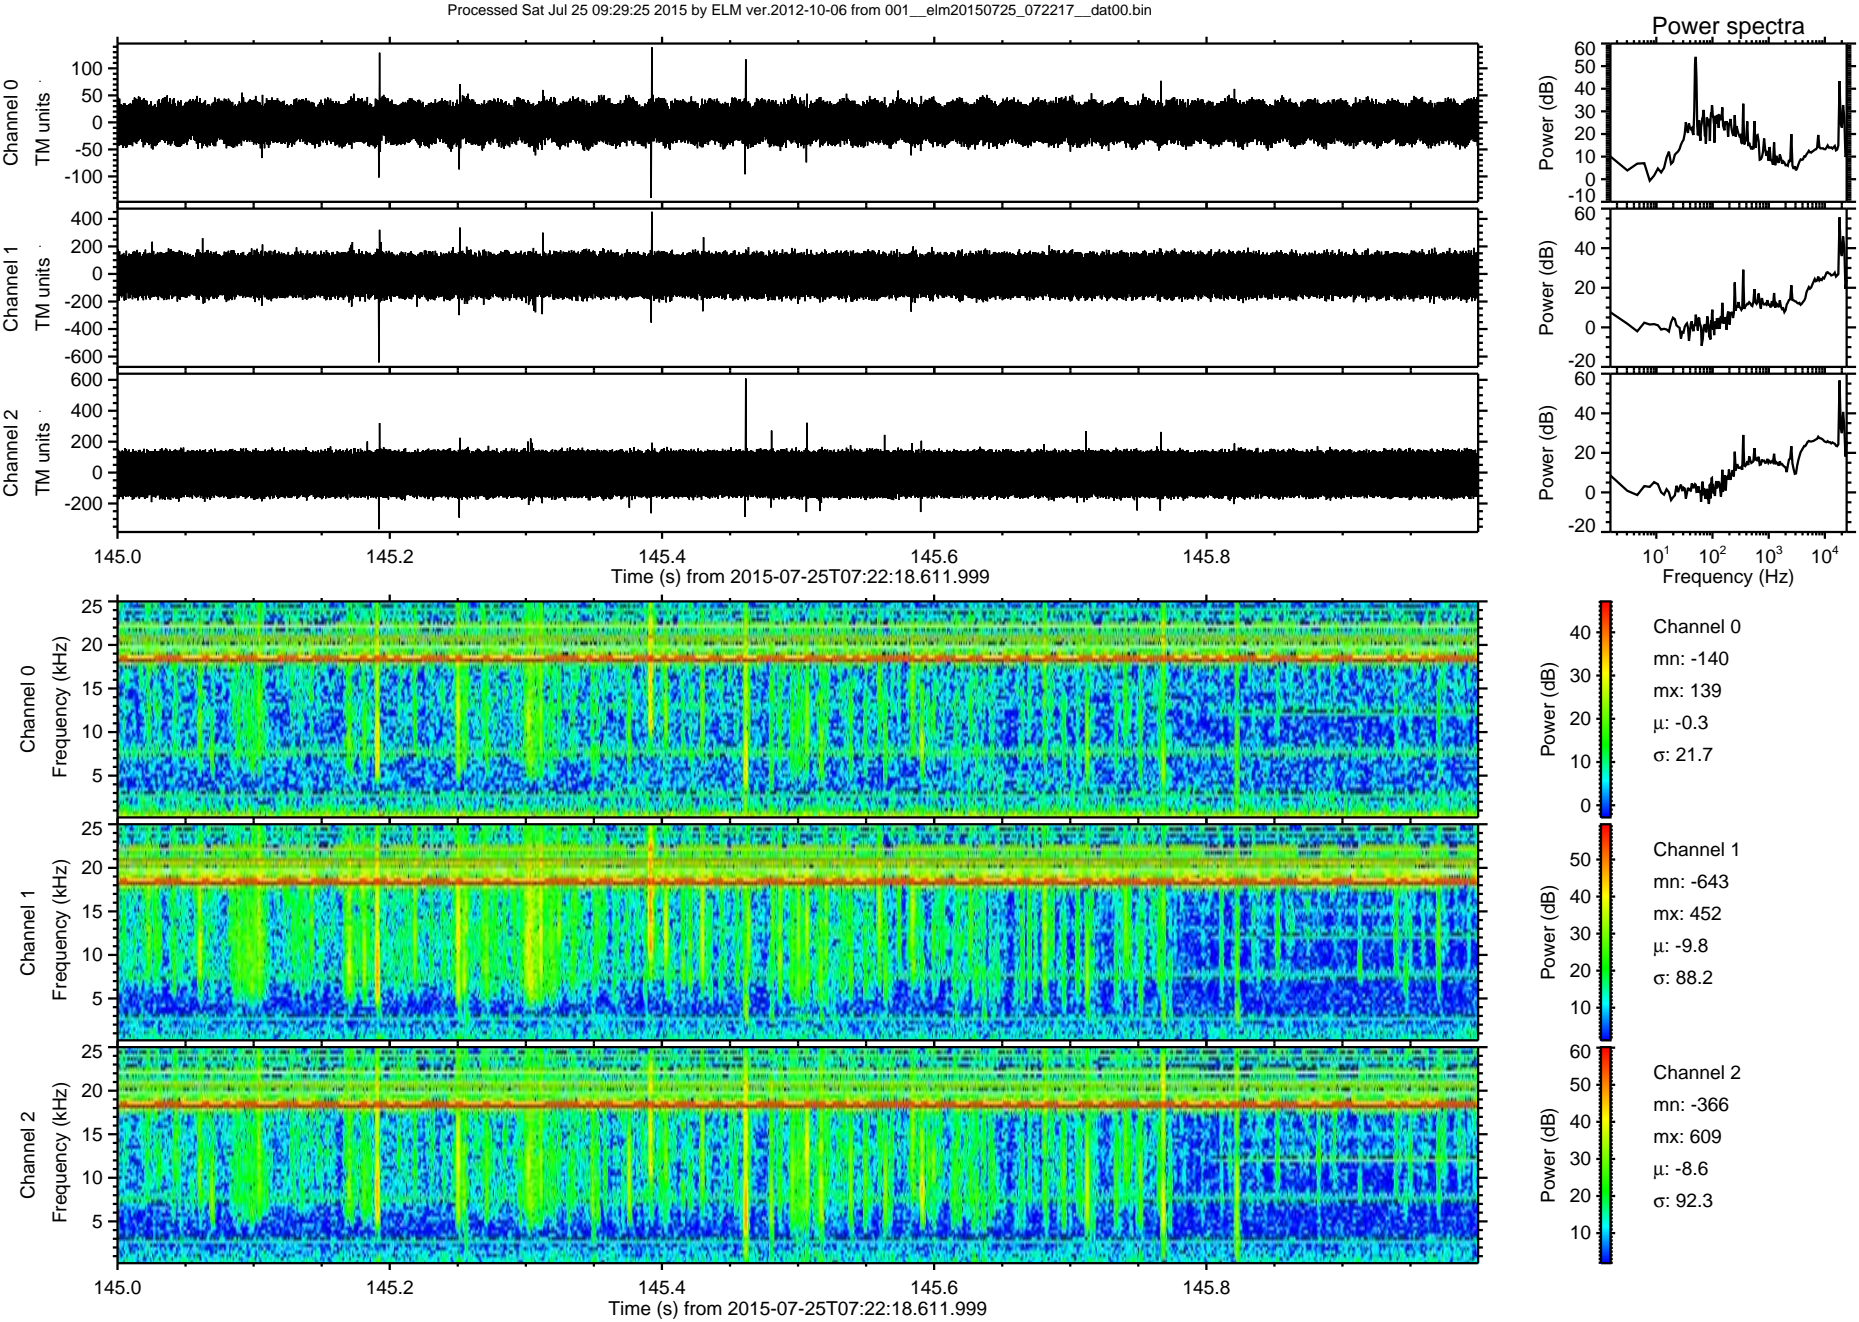 Processed Sat Jul 25 09:29:25 2015 by ELM ver.2012-10-06 from 001__elm20150725_072217__dat00.bin
Power spectra
Channel 0
TM units
100
50
0
-50
-100
Power (dB)
60
50
40
30
20
10
0
-10
Channel 1
TM units
400
200
0
-200
-400
-600
Power (dB)
60
40
20
0
-20
Channel 2
TM units
600
400
200
0
-200
Power (dB)
60
40
20
0
-20
145.0 145.2 145.4 145.6 145.8
Time (s) from 2015-07-25T07:22:18.611.999
10¹ 10² 10³ 10⁴
Frequency (Hz)
Channel 0
Frequency (kHz)
25
20
15
10
5
Power (dB)
40
30
20
10
0
Channel 0
mn: -140
mx: 139
μ: -0.3
σ: 21.7
Channel 1
Frequency (kHz)
25
20
15
10
5
Power (dB)
50
40
30
20
10
Channel 1
mn: -643
mx: 452
μ: -9.8
σ: 88.2
Channel 2
Frequency (kHz)
25
20
15
10
5
Power (dB)
60
50
40
30
20
10
Channel 2
mn: -366
mx: 609
μ: -8.6
σ: 92.3
145.0 145.2 145.4 145.6 145.8
Time (s) from 2015-07-25T07:22:18.611.999